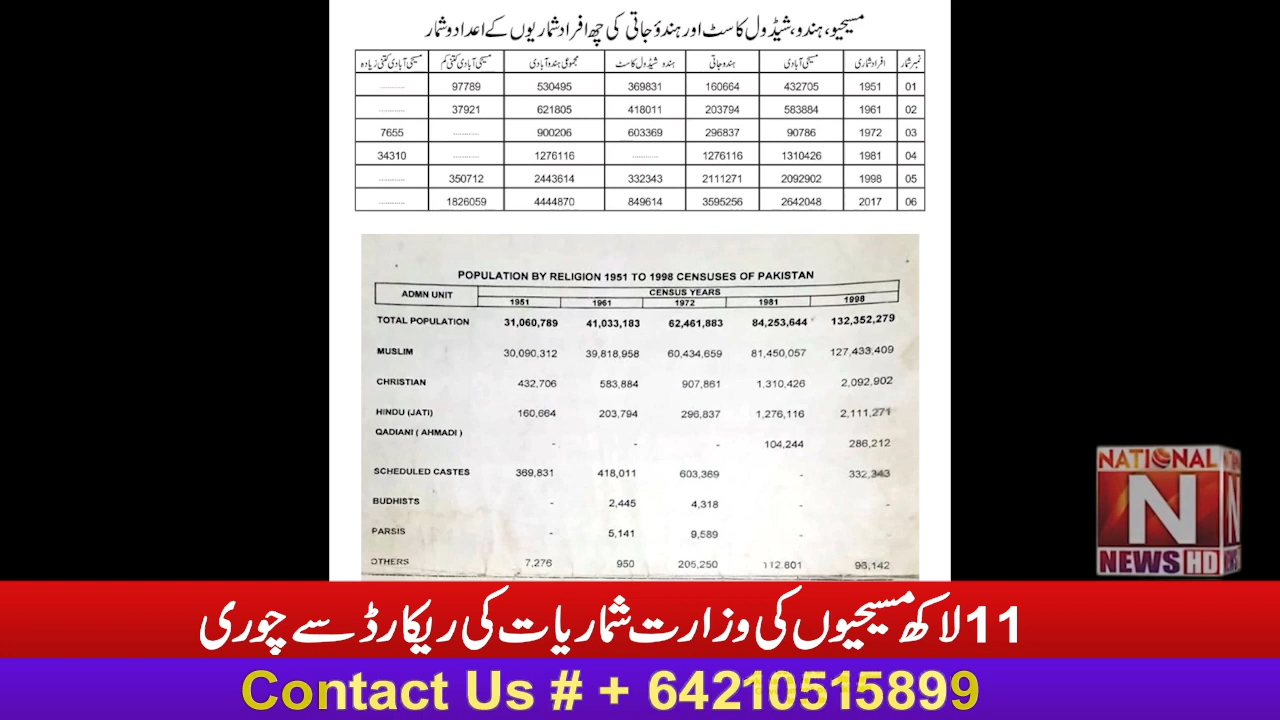 مسیحیو، ہندو، شیڈول کاسٹ اور ہندؤ جاتی کی چھ افراد شماریوں کے اعداد و شمار
نمبر شمار افراد شماری مسیحی آبادی ہندو جاتی ہندو شیڈول کاسٹ مجموعی ہندو آبادی مسیحی آبادی کتنی کم مسیحی آبادی کتنی زیادہ
01 1951 432705 160664 369831 530495 97789 ............
02 1961 583884 203794 418011 621805 37921 ............
03 1972 90786 296837 603369 900206 ............ 7655
04 1981 1310426 1276116 ............ 1276116 ............ 34310
05 1998 2092902 2111271 332343 2443614 350712 ............
06 2017 2642048 3595256 849614 4444870 1826059 ............
POPULATION BY RELIGION 1951 TO 1998 CENSUSES OF PAKISTAN
ADMN UNIT CENSUS YEARS
1951 1961 1972 1981 1998
TOTAL POPULATION 31,060,789 41,033,183 62,461,883 84,253,644 132,352,279
MUSLIM 30,090,312 39,818,958 60,434,659 81,450,057 127,433,409
CHRISTIAN 432,706 583,884 907,861 1,310,426 2,092,902
HINDU (JATI) 160,664 203,794 296,837 1,276,116 2,111,271
QADIANI ( AHMADI ) - - - 104,244 286,212
SCHEDULED CASTES 369,831 418,011 603,369 - 332,343
BUDHISTS - 2,445 4,318 - -
PARSIS - 5,141 9,589 - -
OTHERS 7,276 950 205,250 112,801 96,142
NATIONAL
N
NEWS HD
11 لاکھ مسیحیوں کی وزارت شماریات کی ریکارڈ سے چوری
Contact Us # + 64210515899